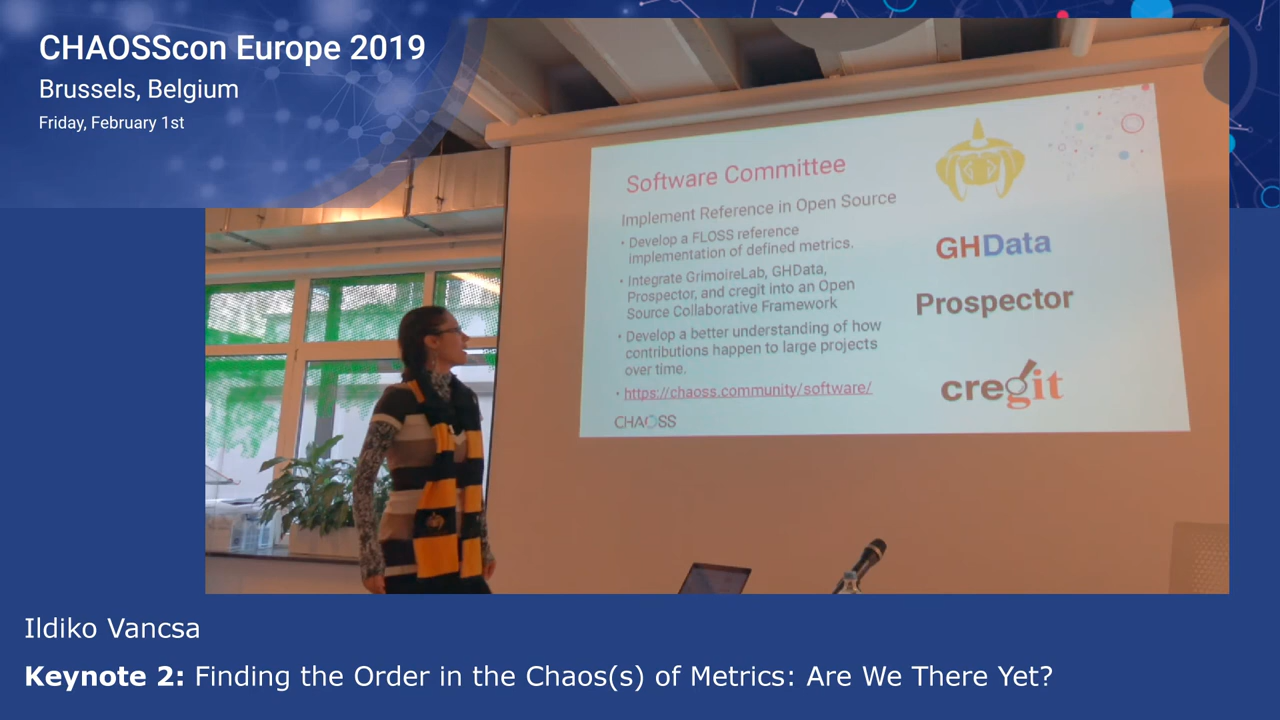 CHAOSScon Europe 2019
Brussels, Belgium
Friday, February 1st
Software Committee
Implement Reference in Open Source
• Develop a FLOSS reference
implementation of defined metrics.
• Integrate GrimoireLab, GHData,
Prospector, and cregit into an Open
Source Collaborative Framework
• Develop a better understanding of how
contributions happen to large projects
over time.
• https://chaoss.community/software/
CHAOSS
GHData
Prospector
cregit
Ildiko Vancsa
Keynote 2: Finding the Order in the Chaos(s) of Metrics: Are We There Yet?